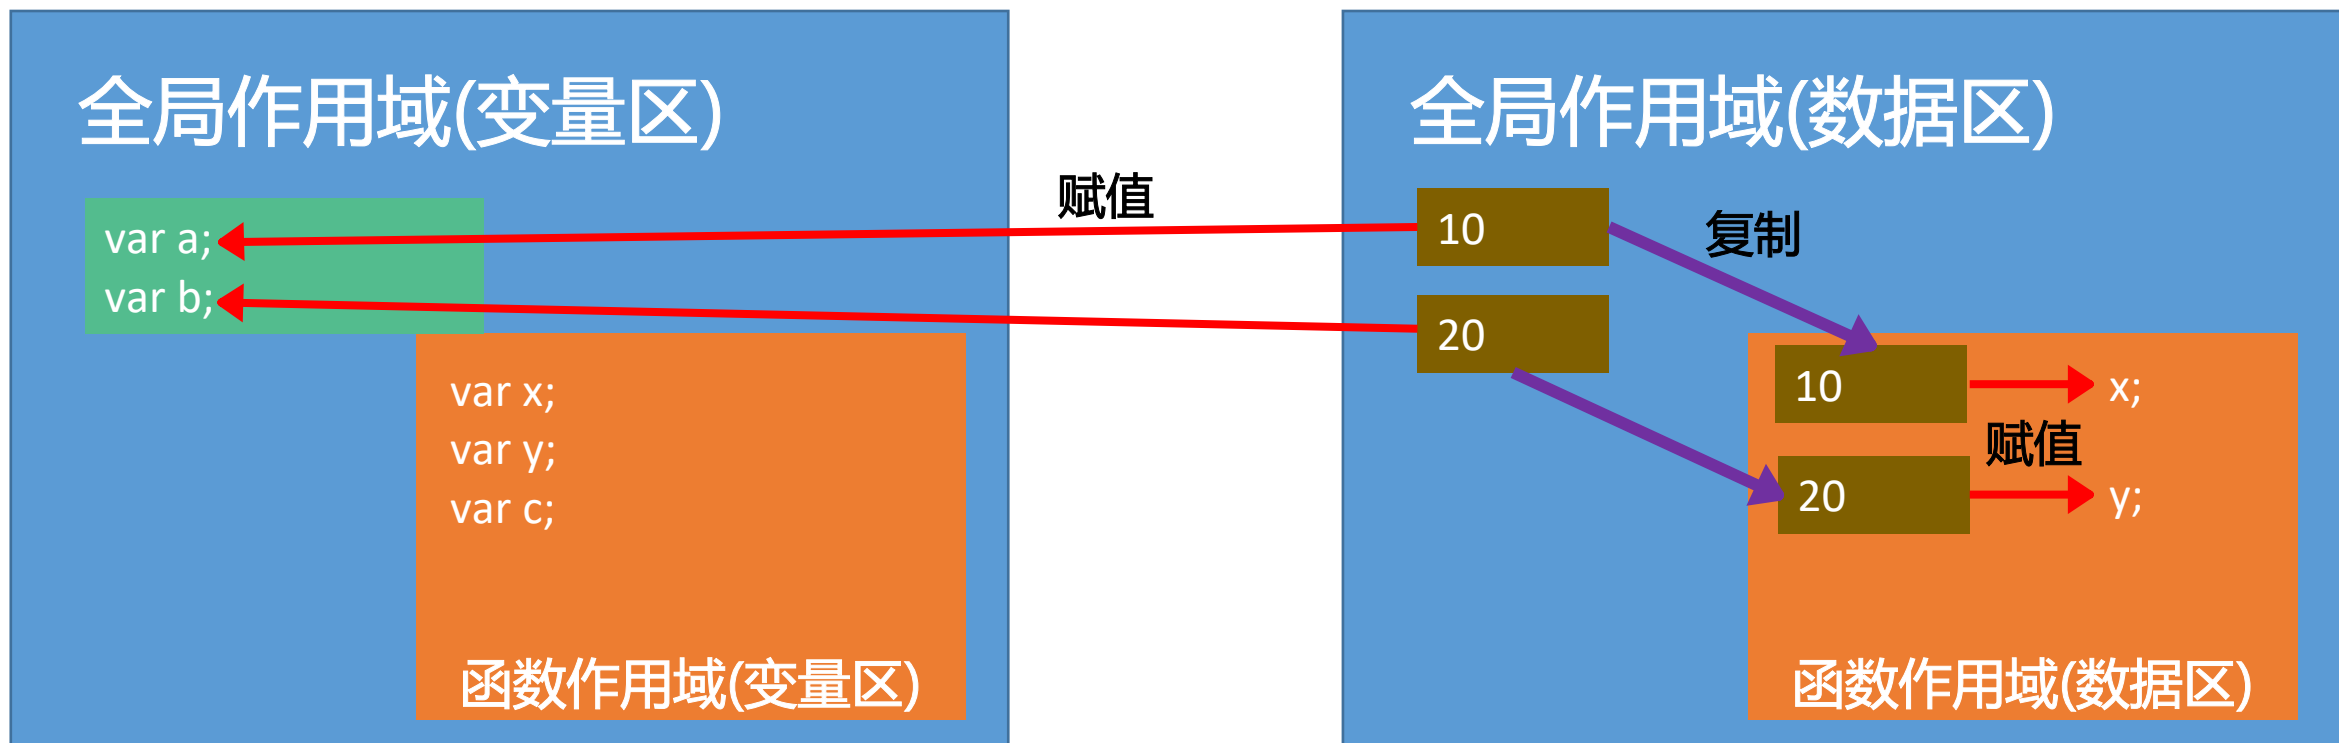 全局作用域(变量区)
var a;
var b;
var x;
var y;
var c;
函数作用域(变量区)
赋值
全局作用域(数据区)
10
复制
20
10
x;
赋值
20
y;
函数作用域(数据区)